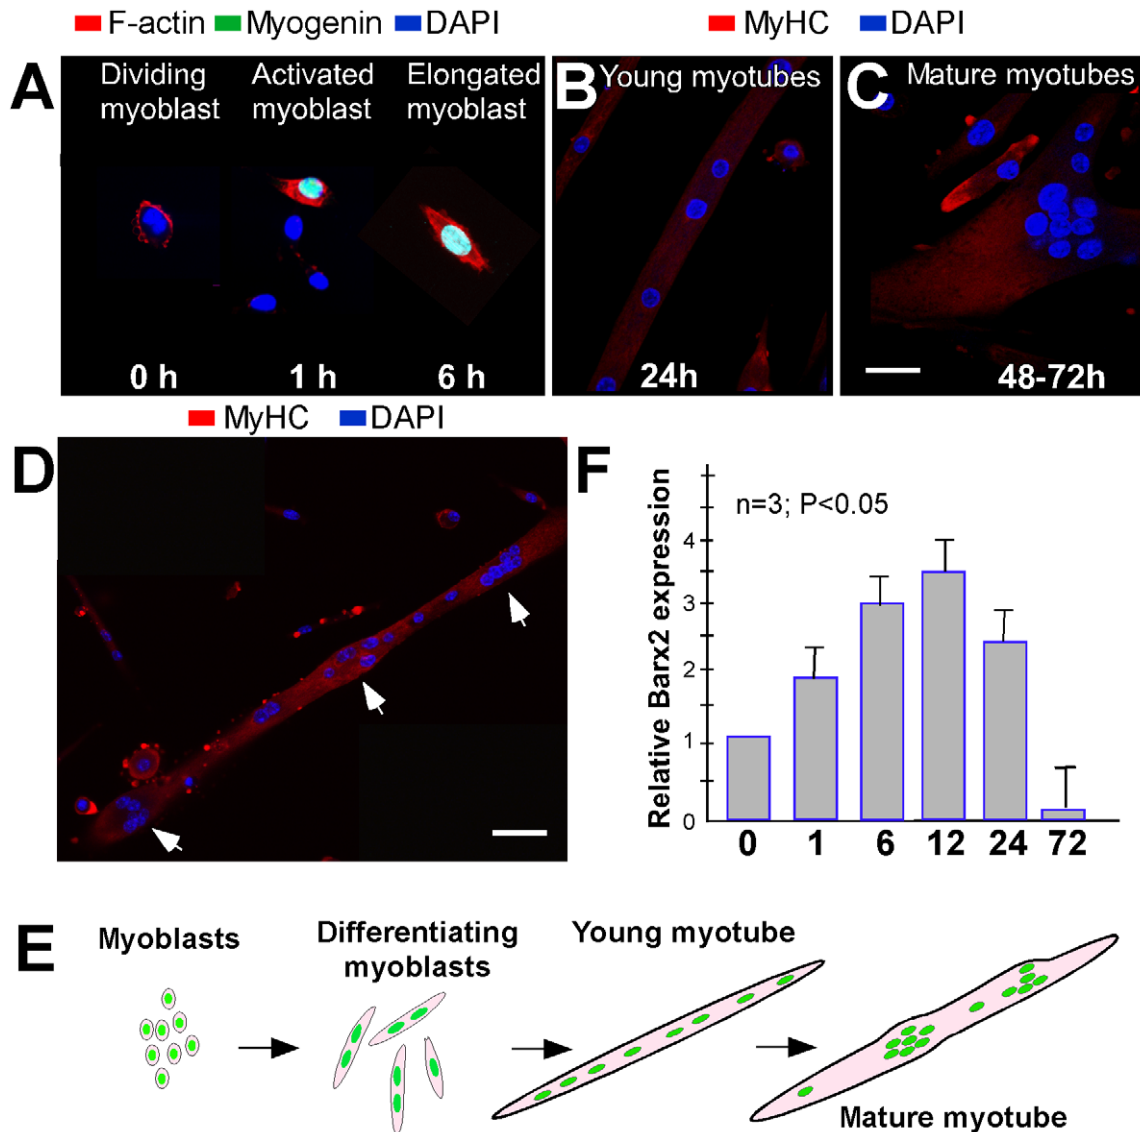 F-actin Myogenin DAPI
MyHC DAPI
A
Dividing
myoblast
Activated
myoblast
Elongated
myoblast
0 h
1 h
6 h
B
Young myotubes
24h
C
Mature myotubes
48-72h
MyHC DAPI
D
F
Relative Barx2 expression
n=3; P<0.05
4
3
2
1
0
0 1 6 12 24 72
E
Myoblasts
Differentiating
myoblasts
Young myotube
Mature myotube